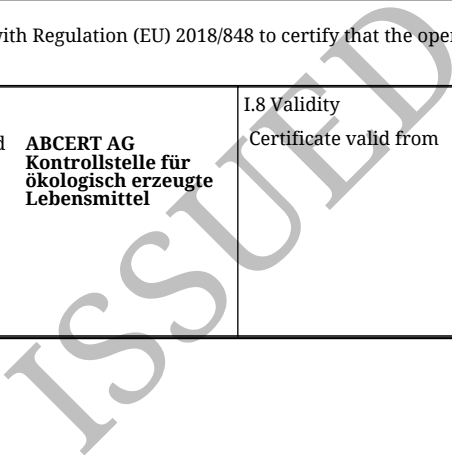 with Regulation (EU) 2018/848 to certify that the
I.8 Validity
Certificate valid from
ABCERT AG
Kontrollstelle für
ökologisch erzeugte
Lebensmittel
ISSUED